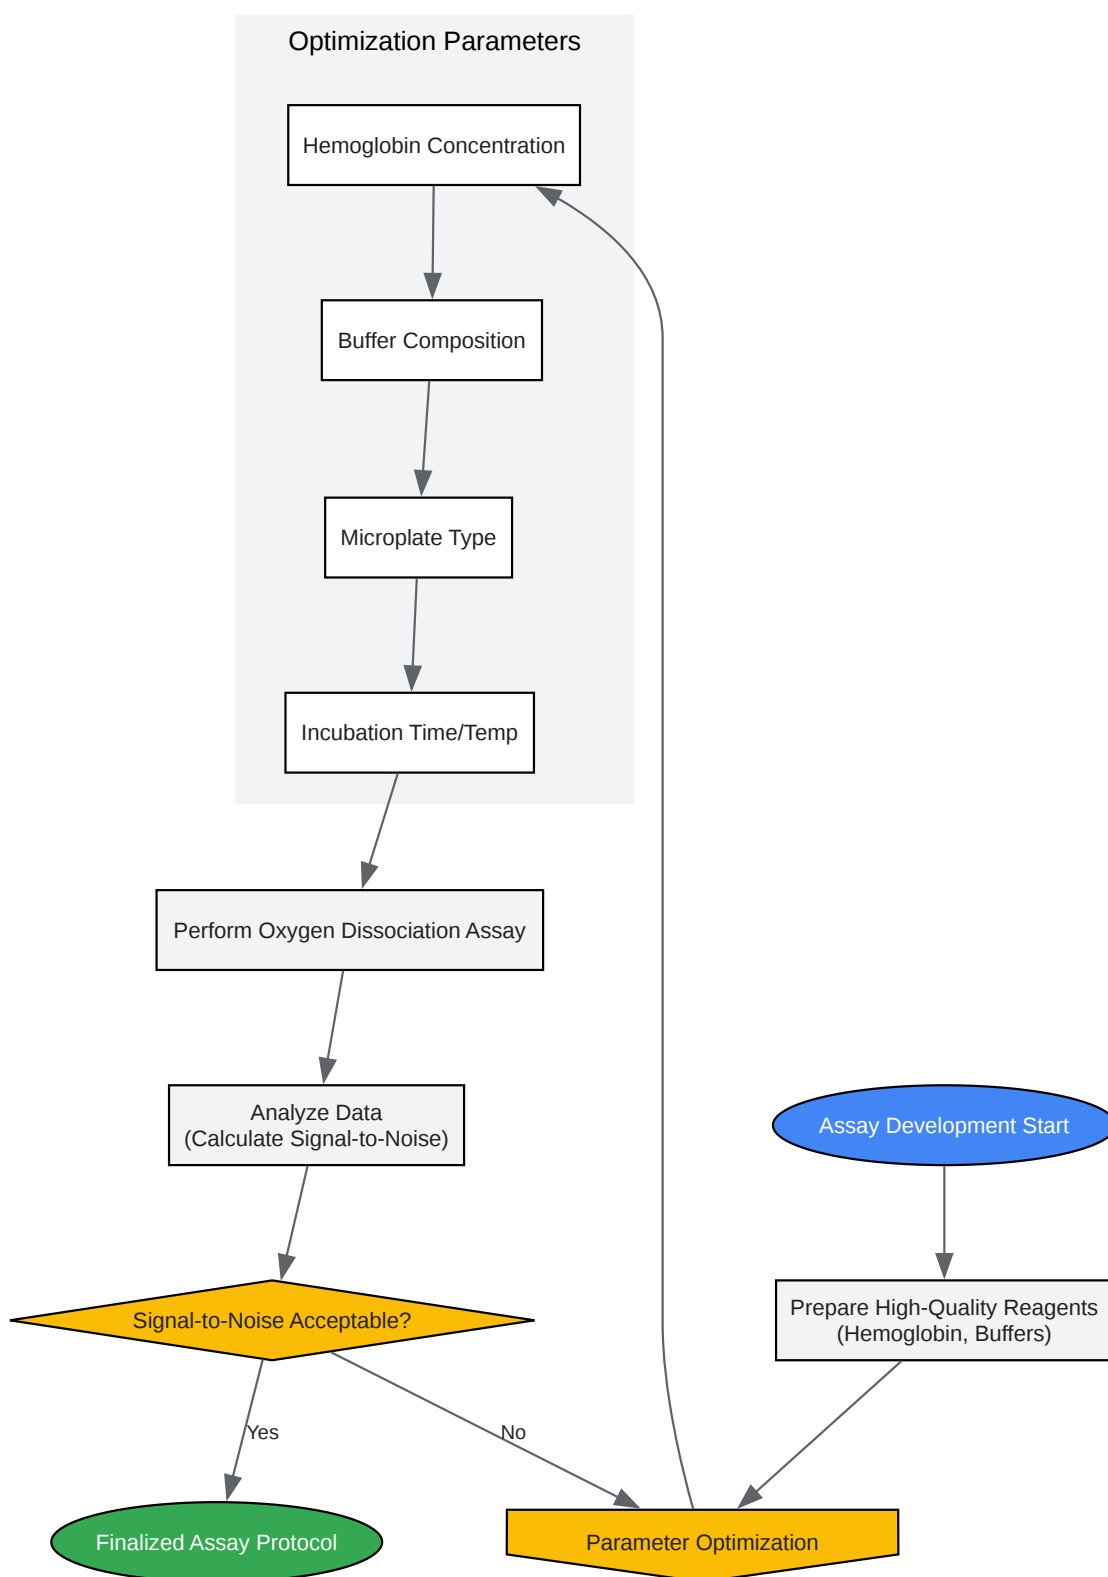 Optimization Parameters
Hemoglobin Concentration
Buffer Composition
Microplate Type
Incubation Time/Temp
Perform Oxygen Dissociation Assay
Analyze Data
(Calculate Signal-to-Noise)
Assay Development Start
Signal-to-Noise Acceptable?
Prepare High-Quality Reagents
(Hemoglobin, Buffers)
Yes
No
Finalized Assay Protocol
Parameter Optimization